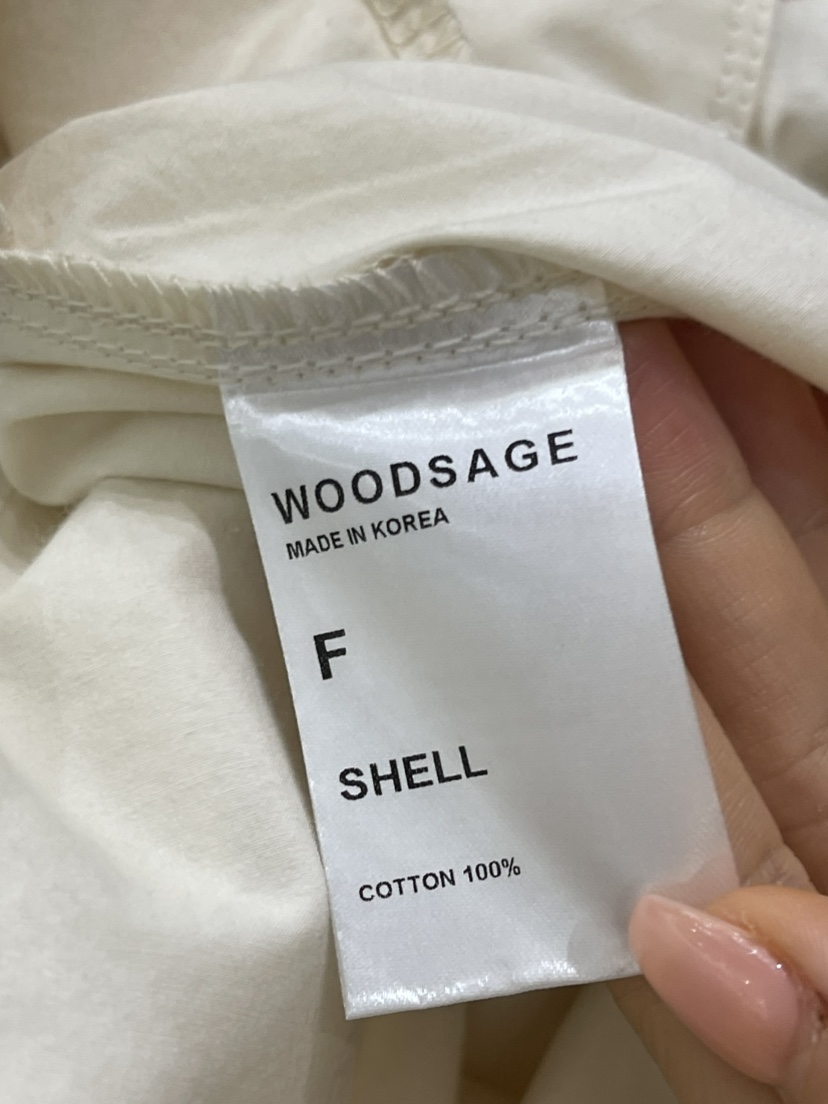 WOODSAGE
MADE IN KOREA
F
SHELL
COTTON 100%